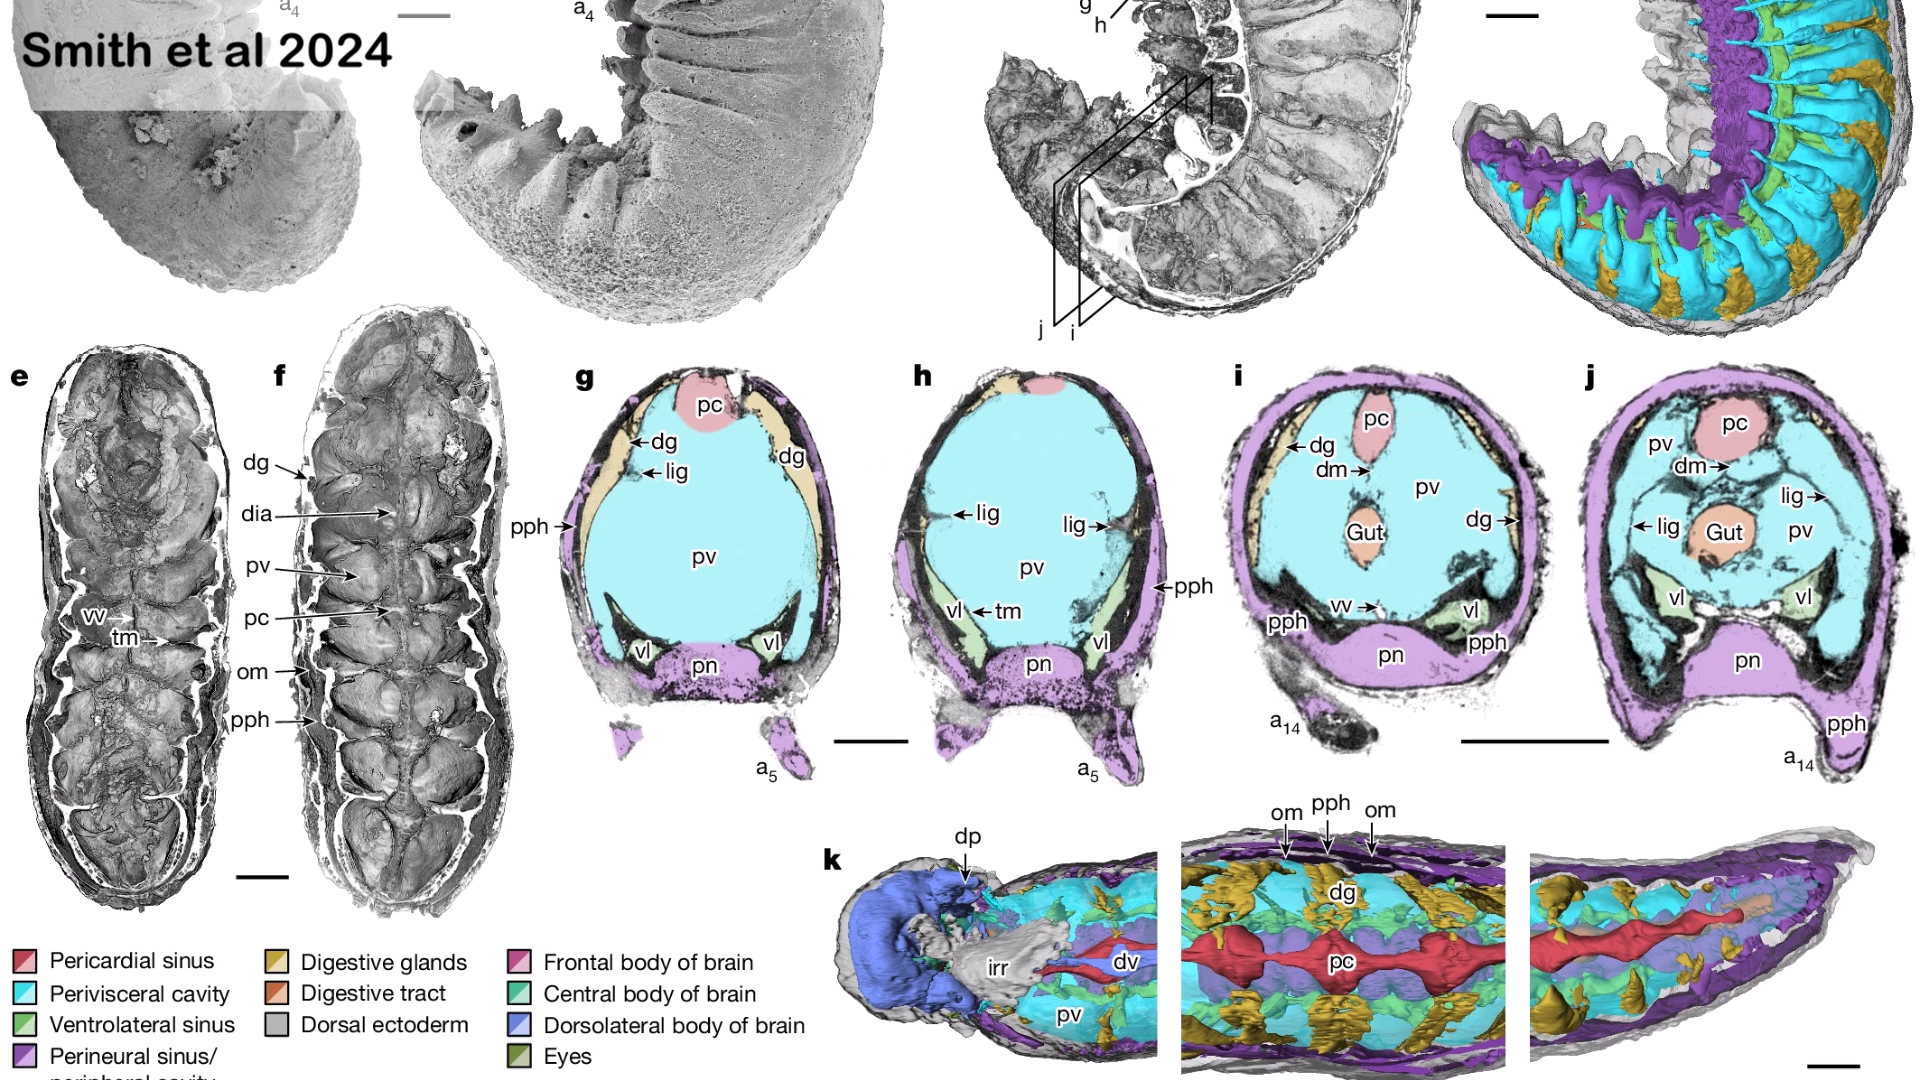 a4
a4
g
h
Smith et al 2024
j
i
e
f
g
h
i
j
dg
dia
pv
pc
om
pph
vv
tm
pc
dg
lig
dg
pph
pv
vl
vl
pn
a5
lig
lig
pv
vl
tm
pph
vl
pn
a5
pc
dg
dm
pv
Gut
dg
vv
vl
pph
pph
pn
a14
pc
pv
dm
lig
lig
Gut
pv
vl
vl
pn
pph
a14
k
dp
irr
dv
pv
om
pph
om
dg
pc
Pericardial sinus
Perivisceral cavity
Ventrolateral sinus
Perineural sinus/
peripheral cavity
Digestive glands
Digestive tract
Dorsal ectoderm
Frontal body of brain
Central body of brain
Dorsolateral body of brain
Eyes